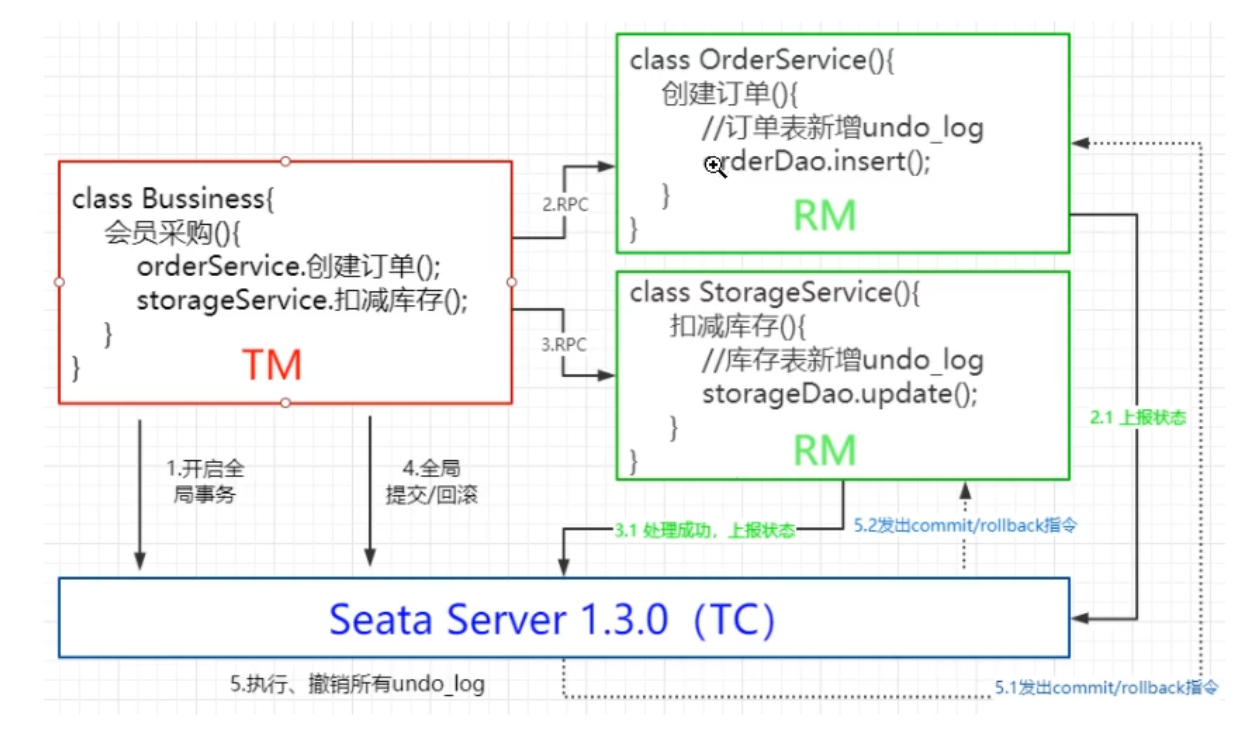 class Bussiness{
会员采购(){
orderService.创建订单();
storageService.扣减库存();
}
}
TM
2.RPC
3.RPC
class OrderService(){
创建订单(){
//订单表新增undo_log
orderDao.insert();
}
}
RM
class StorageService(){
扣减库存(){
//库存表新增undo_log
storageDao.update();
}
}
RM
2.1 上报状态
1.开启全
局事务
4.全局
提交/回滚
3.1 处理成功，上报状态
5.2发出commit/rollback指令
Seata Server 1.3.0（TC）
5.执行、撤销所有undo_log
5.1发出commit/rollback指令